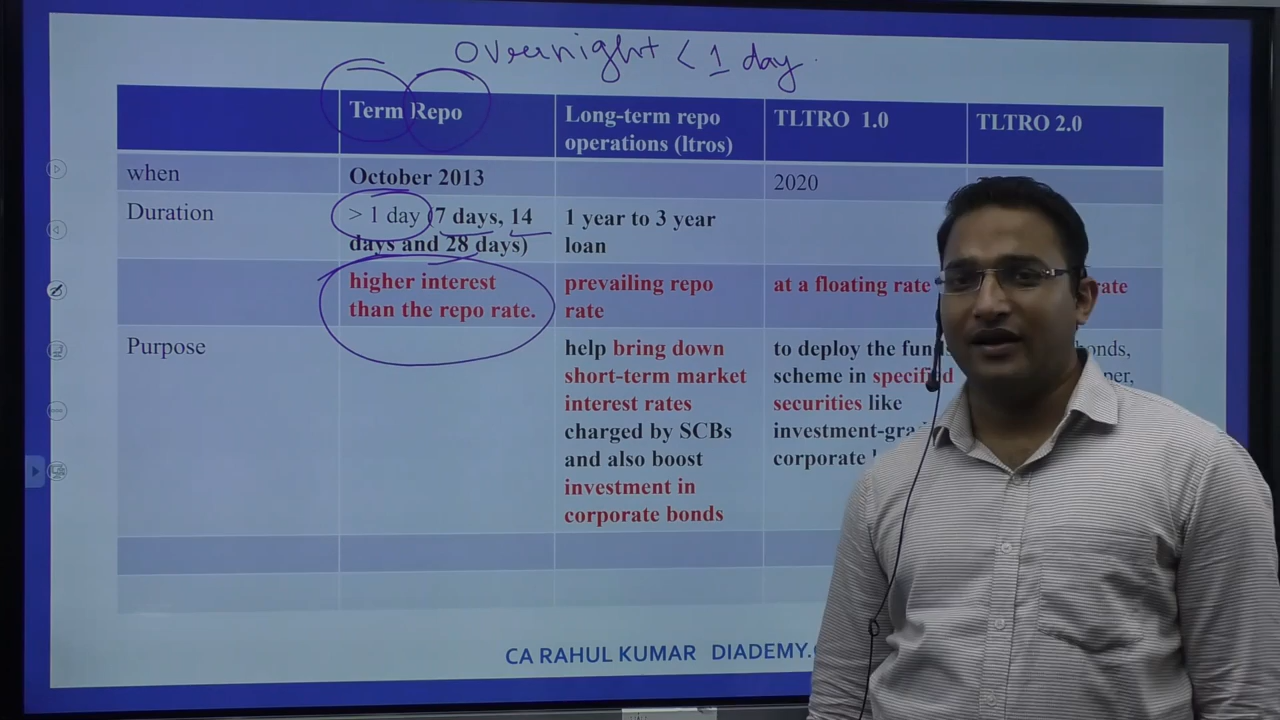 overnight < 1 day.
Term Repo
Long-term repo
operations (ltros)
TLTRO 1.0
TLTRO 2.0
when
October 2013
2020
Duration
> 1 day (7 days, 14
days and 28 days)
1 year to 3 year
loan
higher interest
than the repo rate.
prevailing repo
rate
at a floating rate
rate
Purpose
help bring down
short-term market
interest rates
charged by SCBs
and also boost
investment in
corporate bonds
to deploy the
scheme in specified
securities like
corporate
CA RAHUL KUMAR DIADEMY.